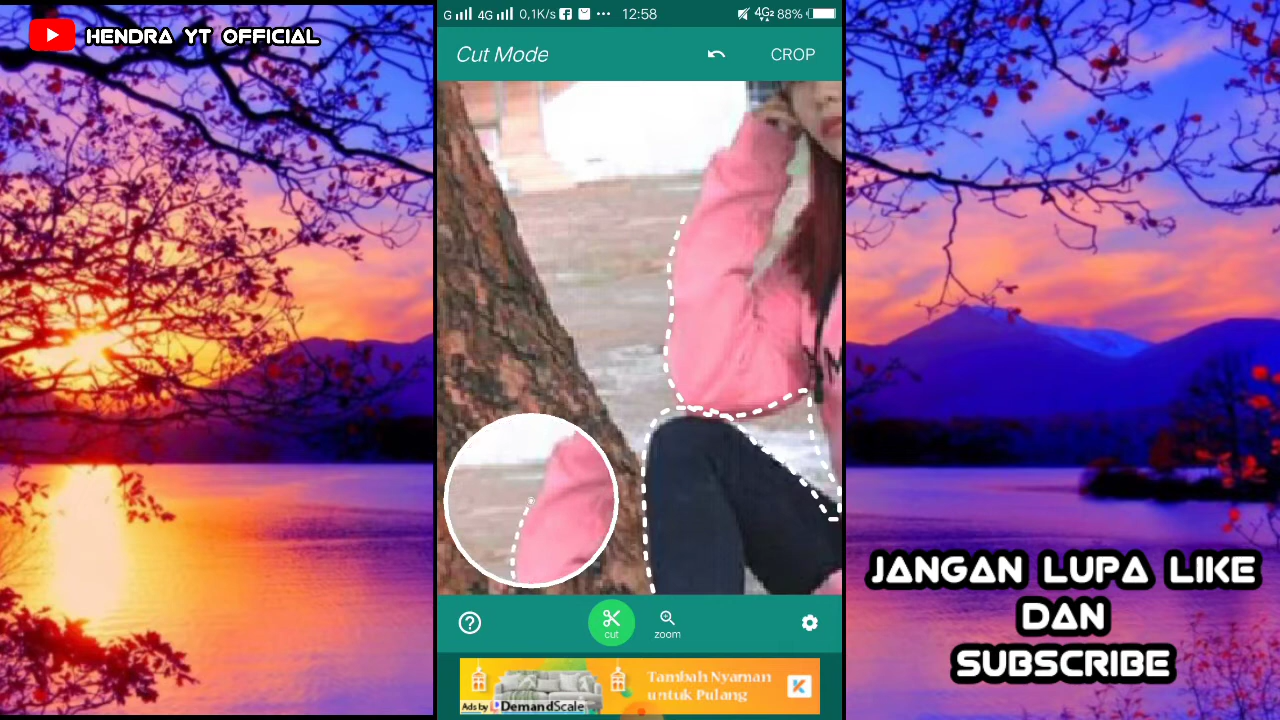 HENDRA YT OFFICIAL
G 4G 0,1K/s 12:58 4G2 88%
Cut Mode CROP
cut zoom
Tambah Nyaman
untuk Pulang
K
Ads by DemandScale
JANGAN LUPA LIKE
DAN
SUBSCRIBE